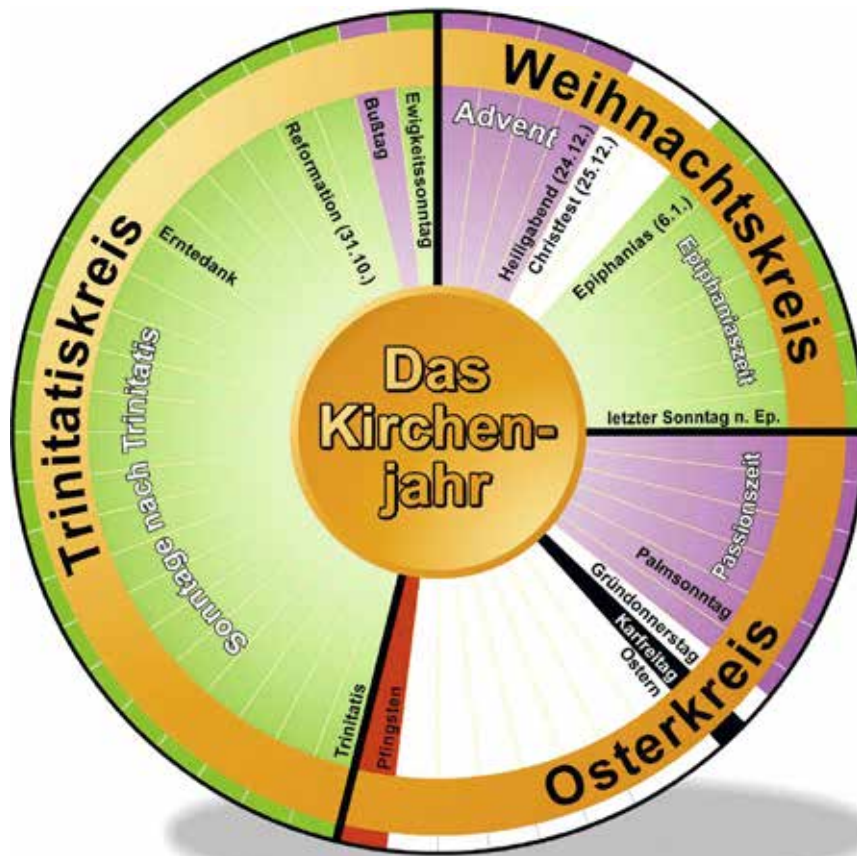 Das
Kirchen-
jahr
Weihnachtskreis
Advent
Heiligabend (24.12.)
Christfest (25.12.)
Epiphanias (6.1.)
Epiphaniaszeit
letzter Sonntag n. Ep.
Osterkreis
Passionszeit
Palmsonntag
Gründonnerstag
Karfreitag
Ostern
Pfingsten
Trinitatiskreis
Trinitatis
Sonntage nach Trinitatis
Erntedank
Reformation (31.10.)
Bußtag
Ewigkeitssonntag